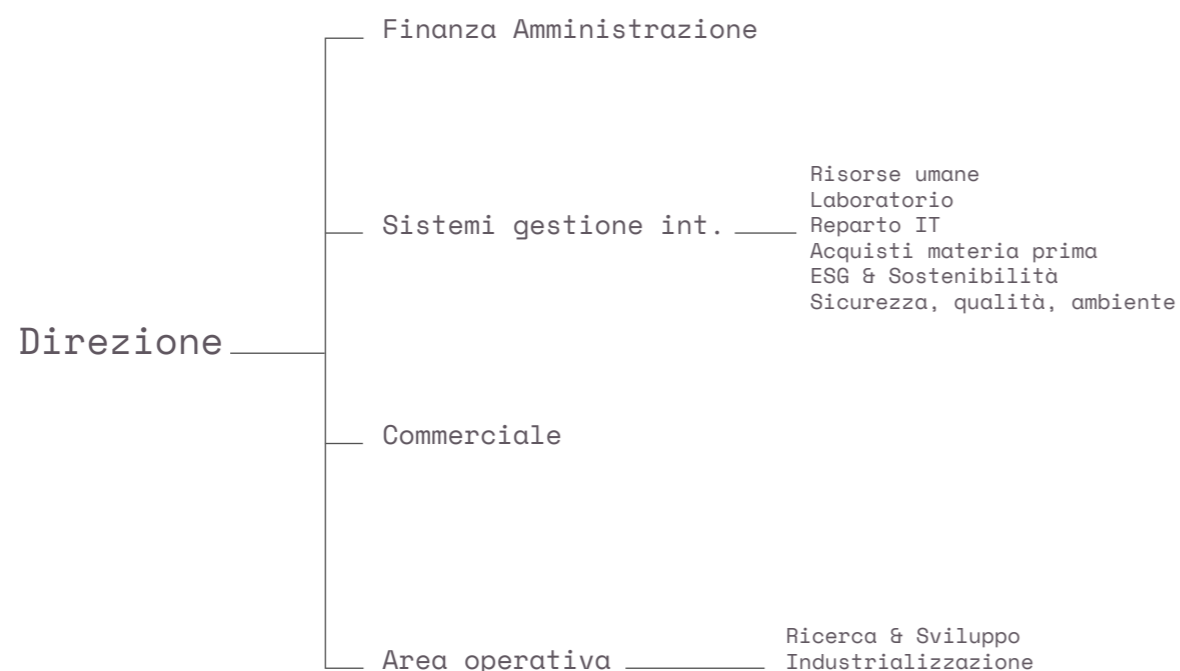 Finanza Amministrazione
Risorse umane
Laboratorio
Sistemi gestione int.
Reparto IT
Acquisti materia prima
ESG & Sostenibilità
Sicurezza, qualità, ambiente
Direzione
Commerciale
Ricerca & Sviluppo
Area operativa
Industrializzazione